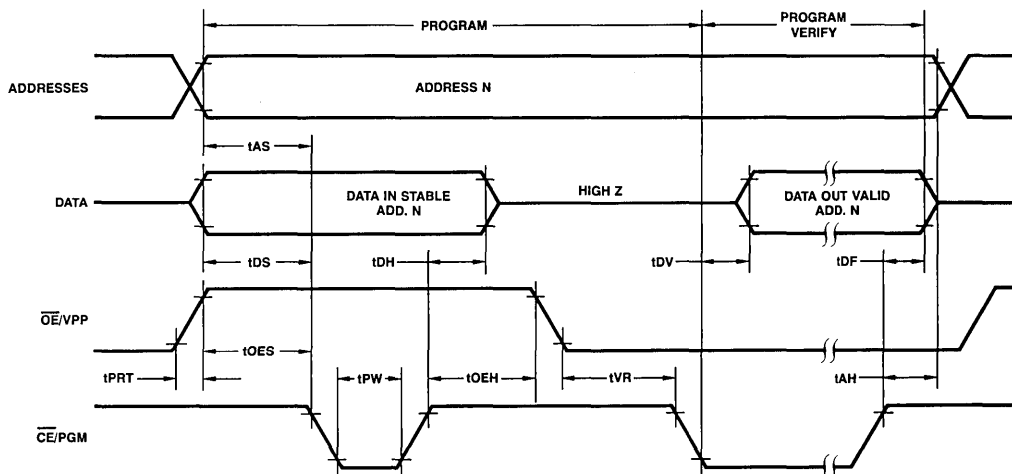 PROGRAM
PROGRAM
VERIFY
ADDRESSES
ADDRESS N
tAS
DATA
DATA IN STABLE
ADD. N
HIGH Z
DATA OUT VALID
ADD. N
tDS
tDH
tDV
tDF
OE/VPP
tOES
tPRT
tPW
tOEH
tVR
tAH
CE/PGM